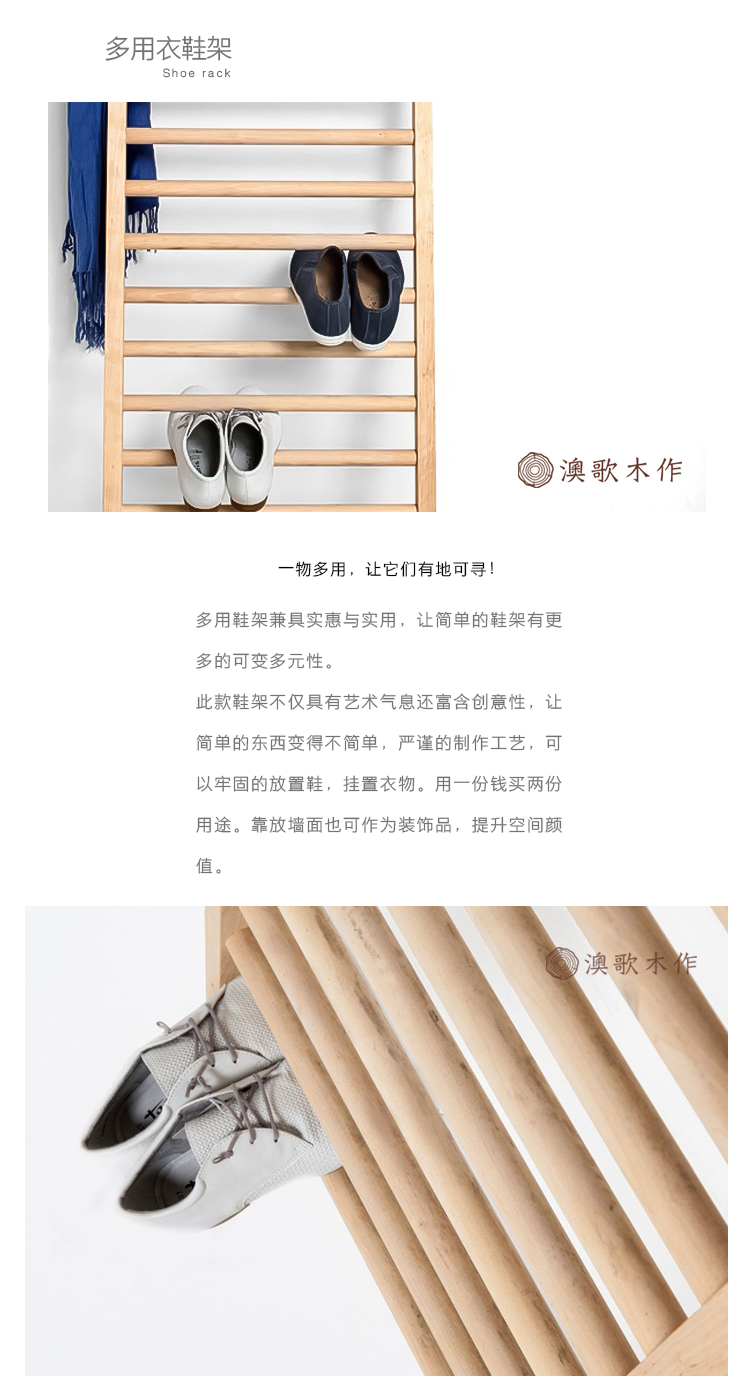 多用衣鞋架
Shoe rack
澳歌木作
一物多用，让它们有地可寻！
多用鞋架兼具实惠与实用，让简单的鞋架有更
多的可变多元性。
此款鞋架不仅具有艺术气息还富含创意性，让
简单的东西变得不简单，严谨的制作工艺，可
以牢固的放置鞋，挂置衣物。用一份钱买两份
用途。靠放墙面也可作为装饰品，提升空间颜
值。
澳歌木作